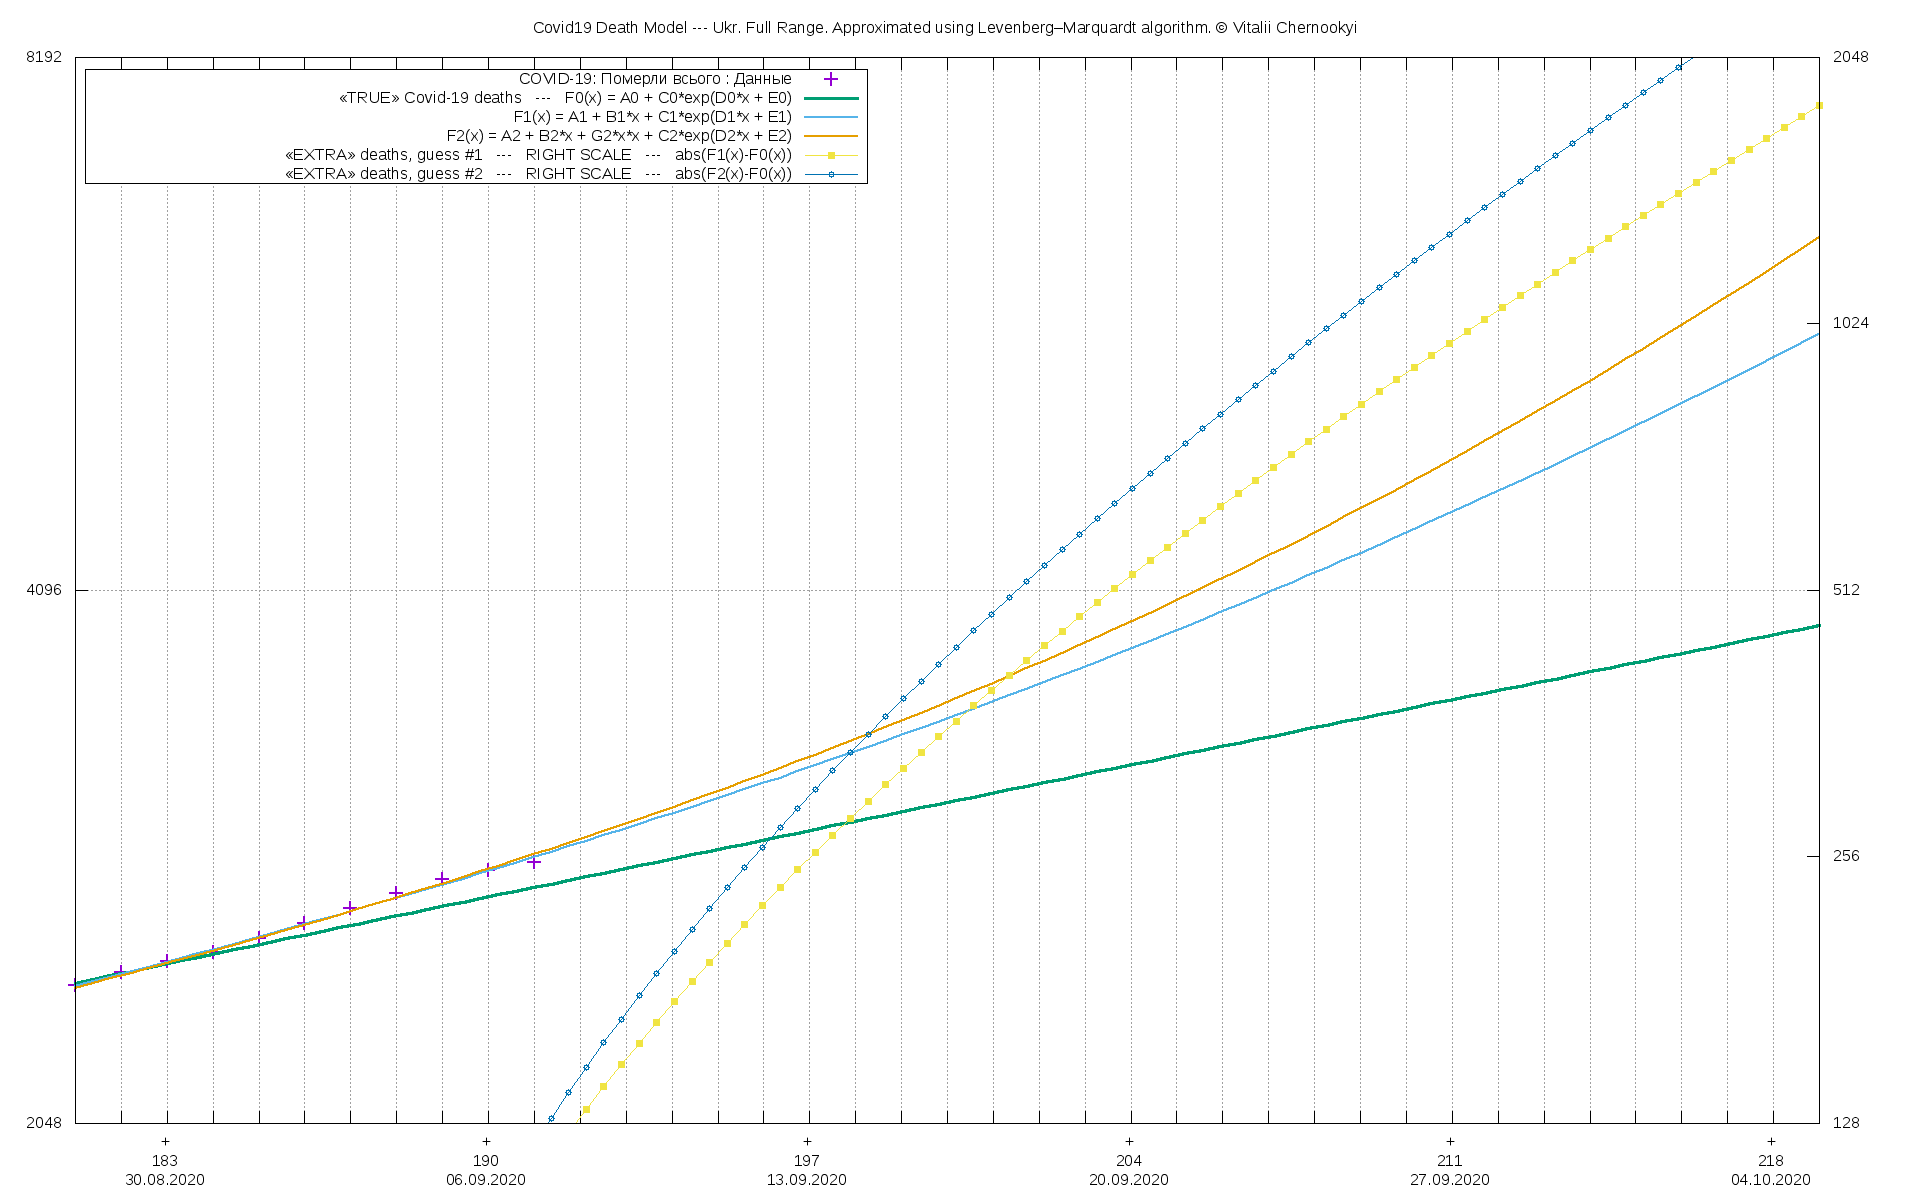 Covid19 Death Model --- Ukr. Full Range. Approximated using Levenberg–Marquardt algorithm. © Vitalii Chernookyi
8192
2048
COVID-19: Померли всього : Данные
«TRUE» Covid-19 deaths --- F0(x) = A0 + C0*exp(D0*x + E0)
F1(x) = A1 + B1*x + C1*exp(D1*x + E1)
F2(x) = A2 + B2*x + G2*x*x + C2*exp(D2*x + E2)
«EXTRA» deaths, guess #1 --- RIGHT SCALE --- abs(F1(x)-F0(x))
«EXTRA» deaths, guess #2 --- RIGHT SCALE --- abs(F2(x)-F0(x))
1024
4096
512
256
2048
128
+ + + + + +
183 190 197 204 211 218
30.08.2020 06.09.2020 13.09.2020 20.09.2020 27.09.2020 04.10.2020